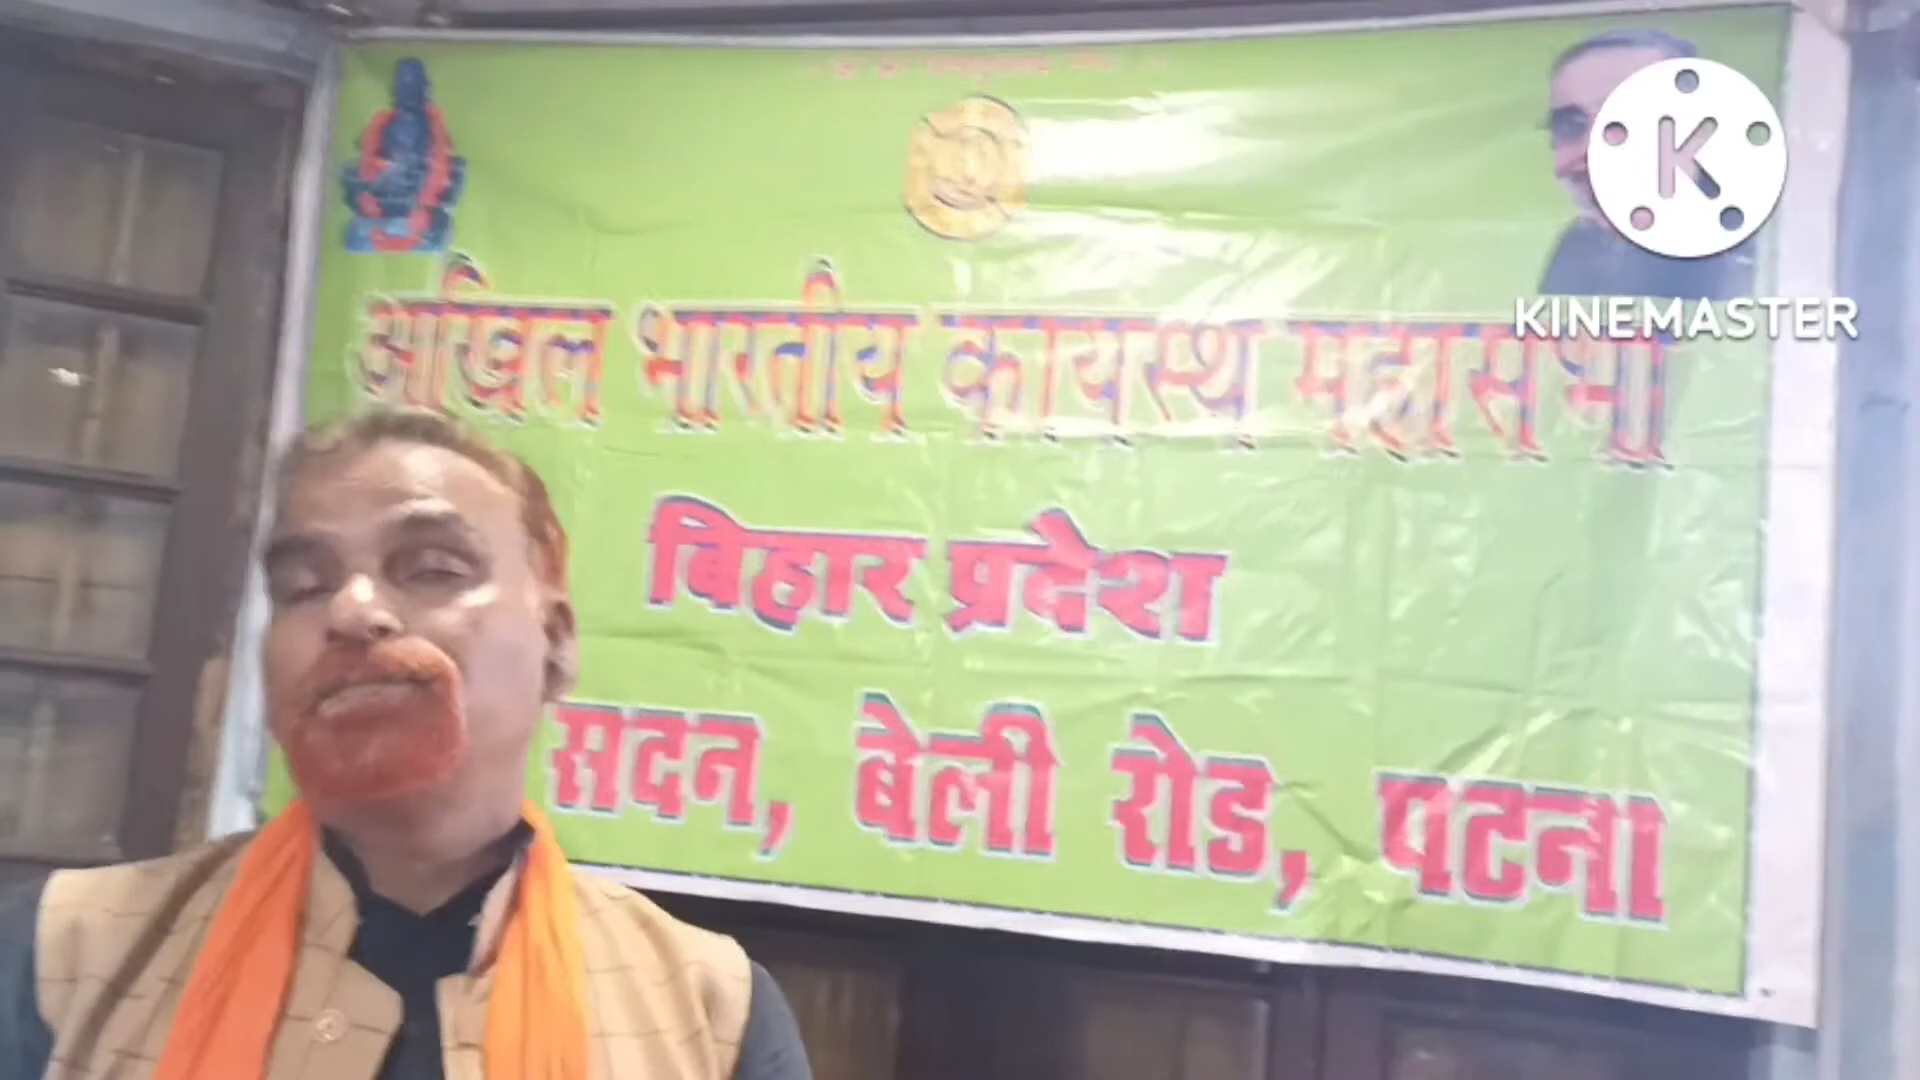 K
KINEMASTER
अखिल भारतीय कायस्थ महासभा
बिहार प्रदेश
सदन, बेली रोड, पटना